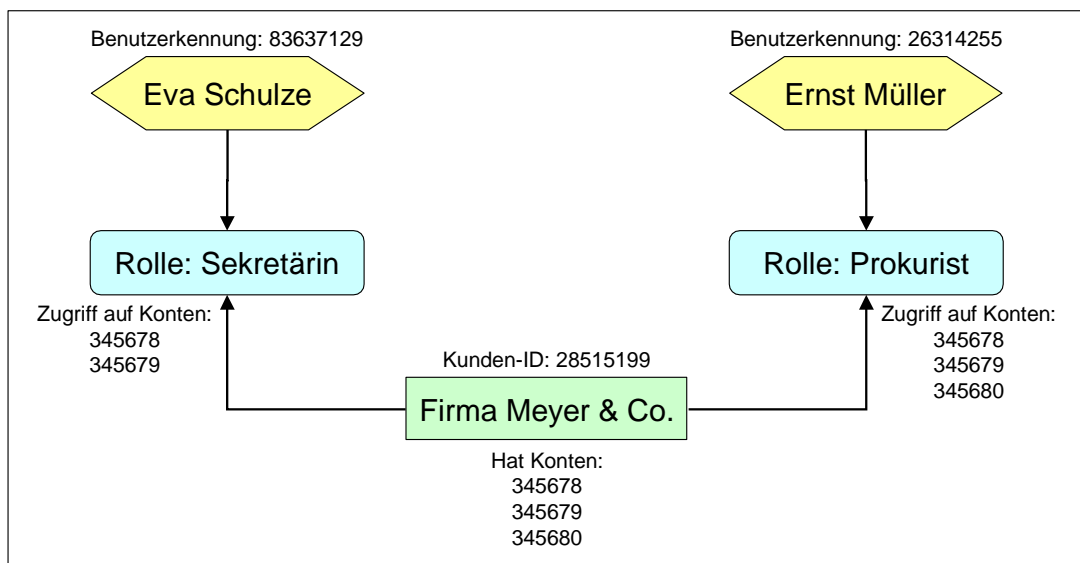 Benutzerkennung: 83637129
Eva Schulze
Benutzerkennung: 26314255
Ernst Müller
Rolle: Sekretärin
Rolle: Prokurist
Zugriff auf Konten:
345678
345679
Zugriff auf Konten:
345678
345679
345680
Kunden-ID: 28515199
Firma Meyer & Co.
Hat Konten:
345678
345679
345680